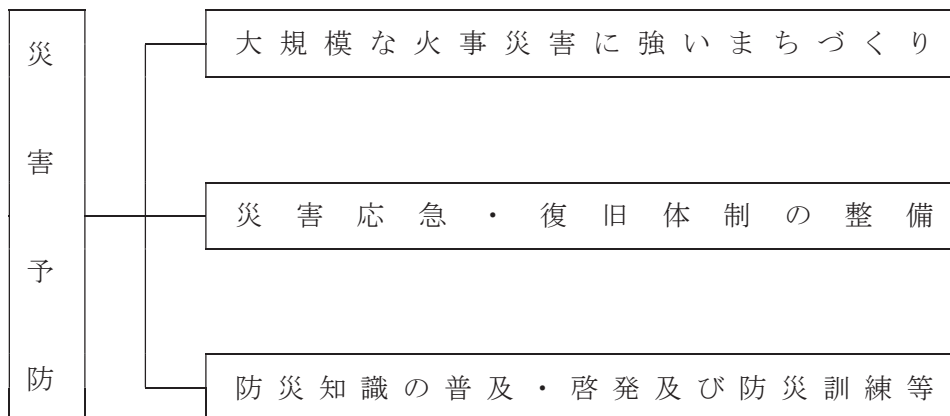 災害予防
大規模な火事災害に強いまちづくり
災害応急・復旧体制の整備
防災知識の普及・啓発及び防災訓練等